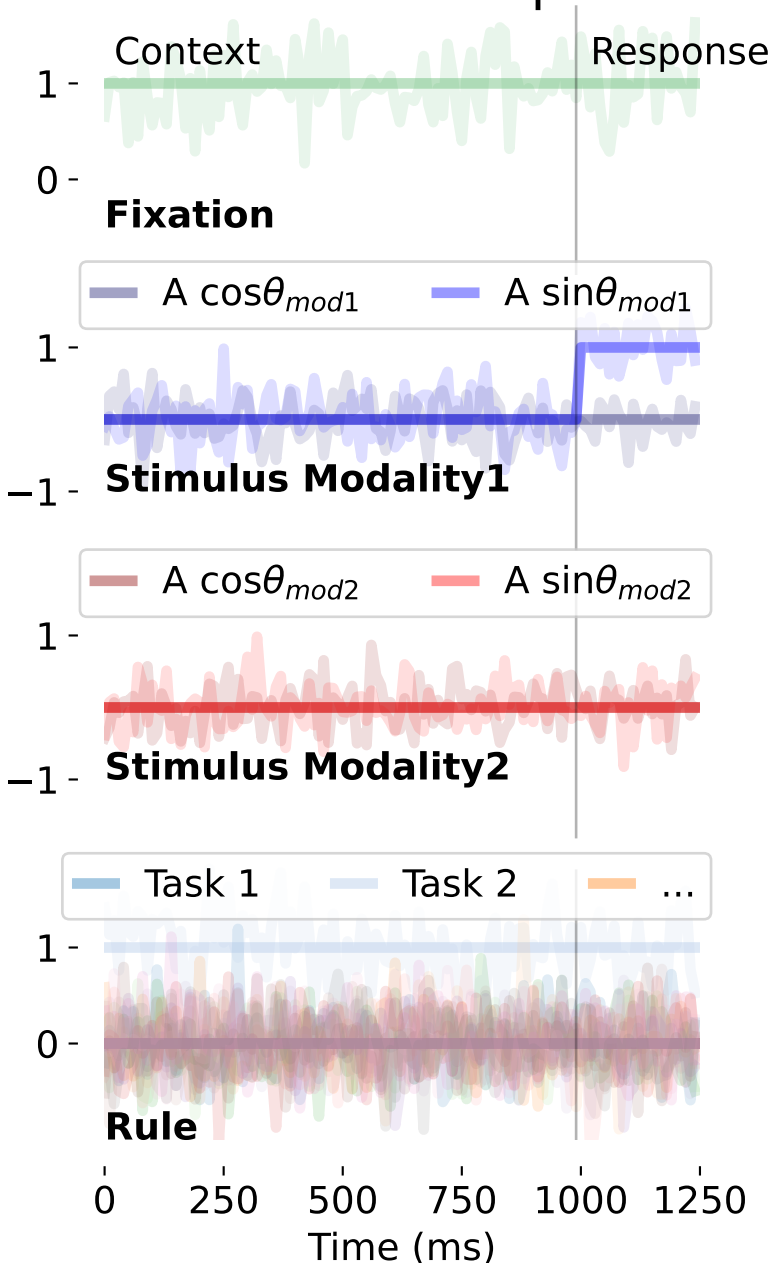 Context Response
1
0
Fixation
A cosθmod1 A sinθmod1
1
−1
Stimulus Modality1
A cosθmod2 A sinθmod2
1
−1
Stimulus Modality2
Task 1 Task 2 ...
1
0
Rule
0 250 500 750 1000 1250
Time (ms)